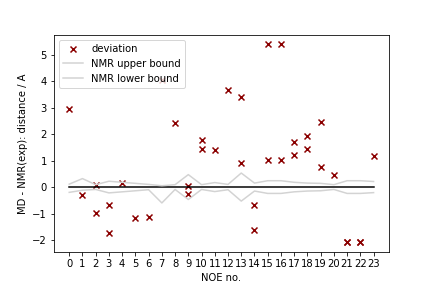 deviation
NMR upper bound
NMR lower bound
MD - NMR(exp): distance / A
5
4
3
2
1
0
−1
−2
0 1 2 3 4 5 6 7 8 9 10 11 12 13 14 15 16 17 18 19 20 21 22 23
NOE no.